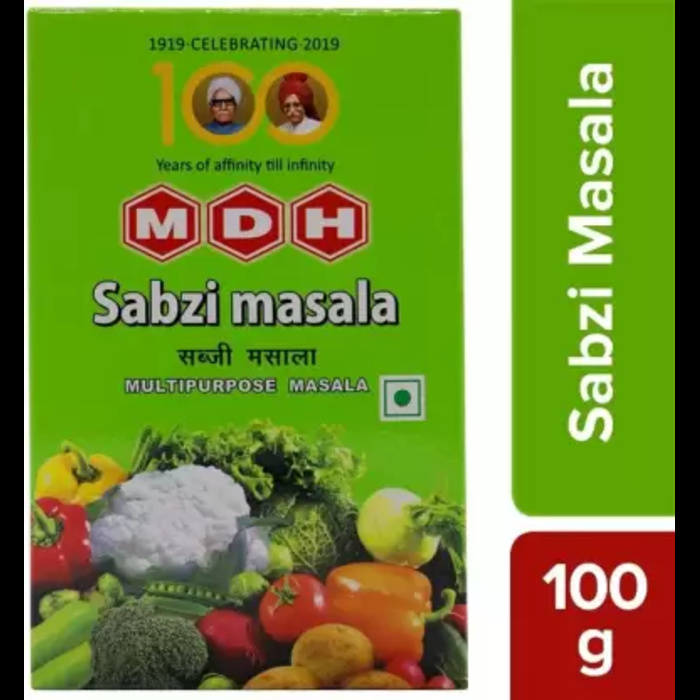 1919·CELEBRATING·2019
100
Years of affinity till infinity
MDH
Sabzi masala
सब्जी मसाला
MULTIPURPOSE MASALA
Sabzi Masala
100
g